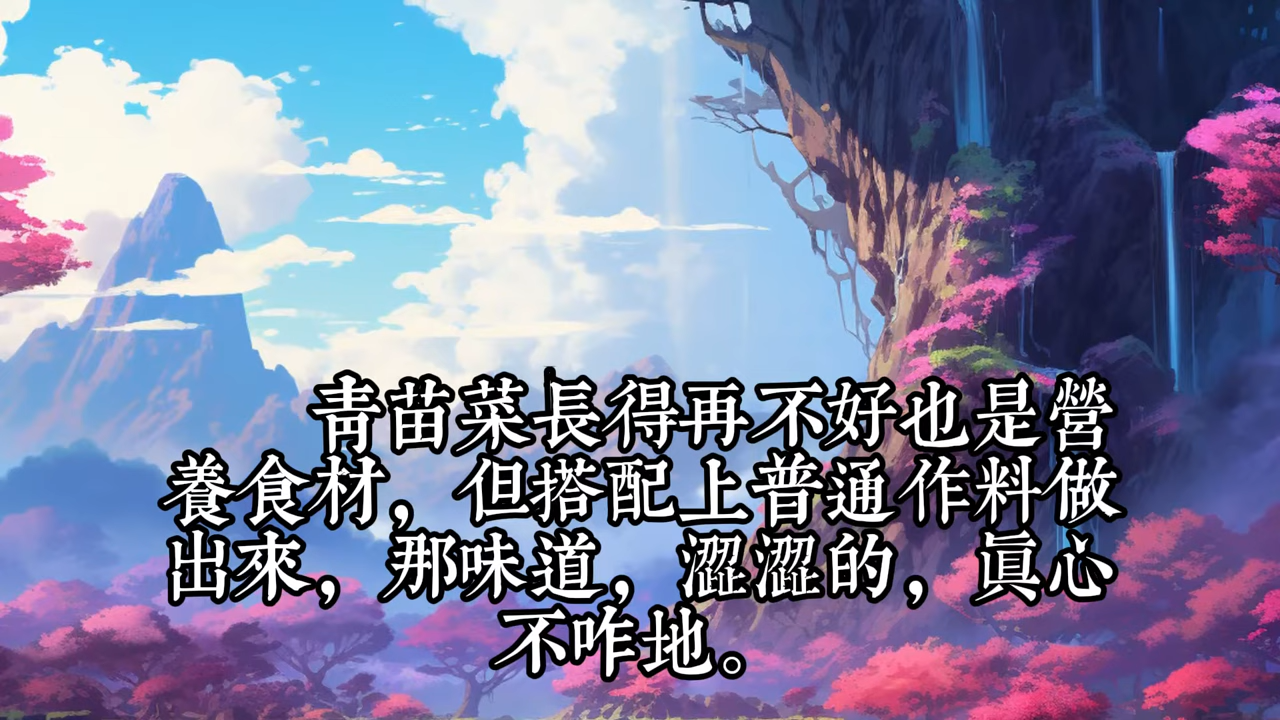 青苗菜長得再不好也是營
養食材，但搭配上普通作料做
出來，那味道，澀澀的，眞心
不咋地。